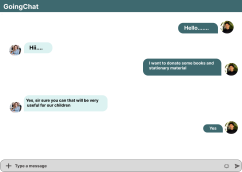 GoingChat
Hello.......
Hii....
I want to donate some books and
stationary material
Yes, sir sure you can that will be very
useful for our children
Yes
Type a message